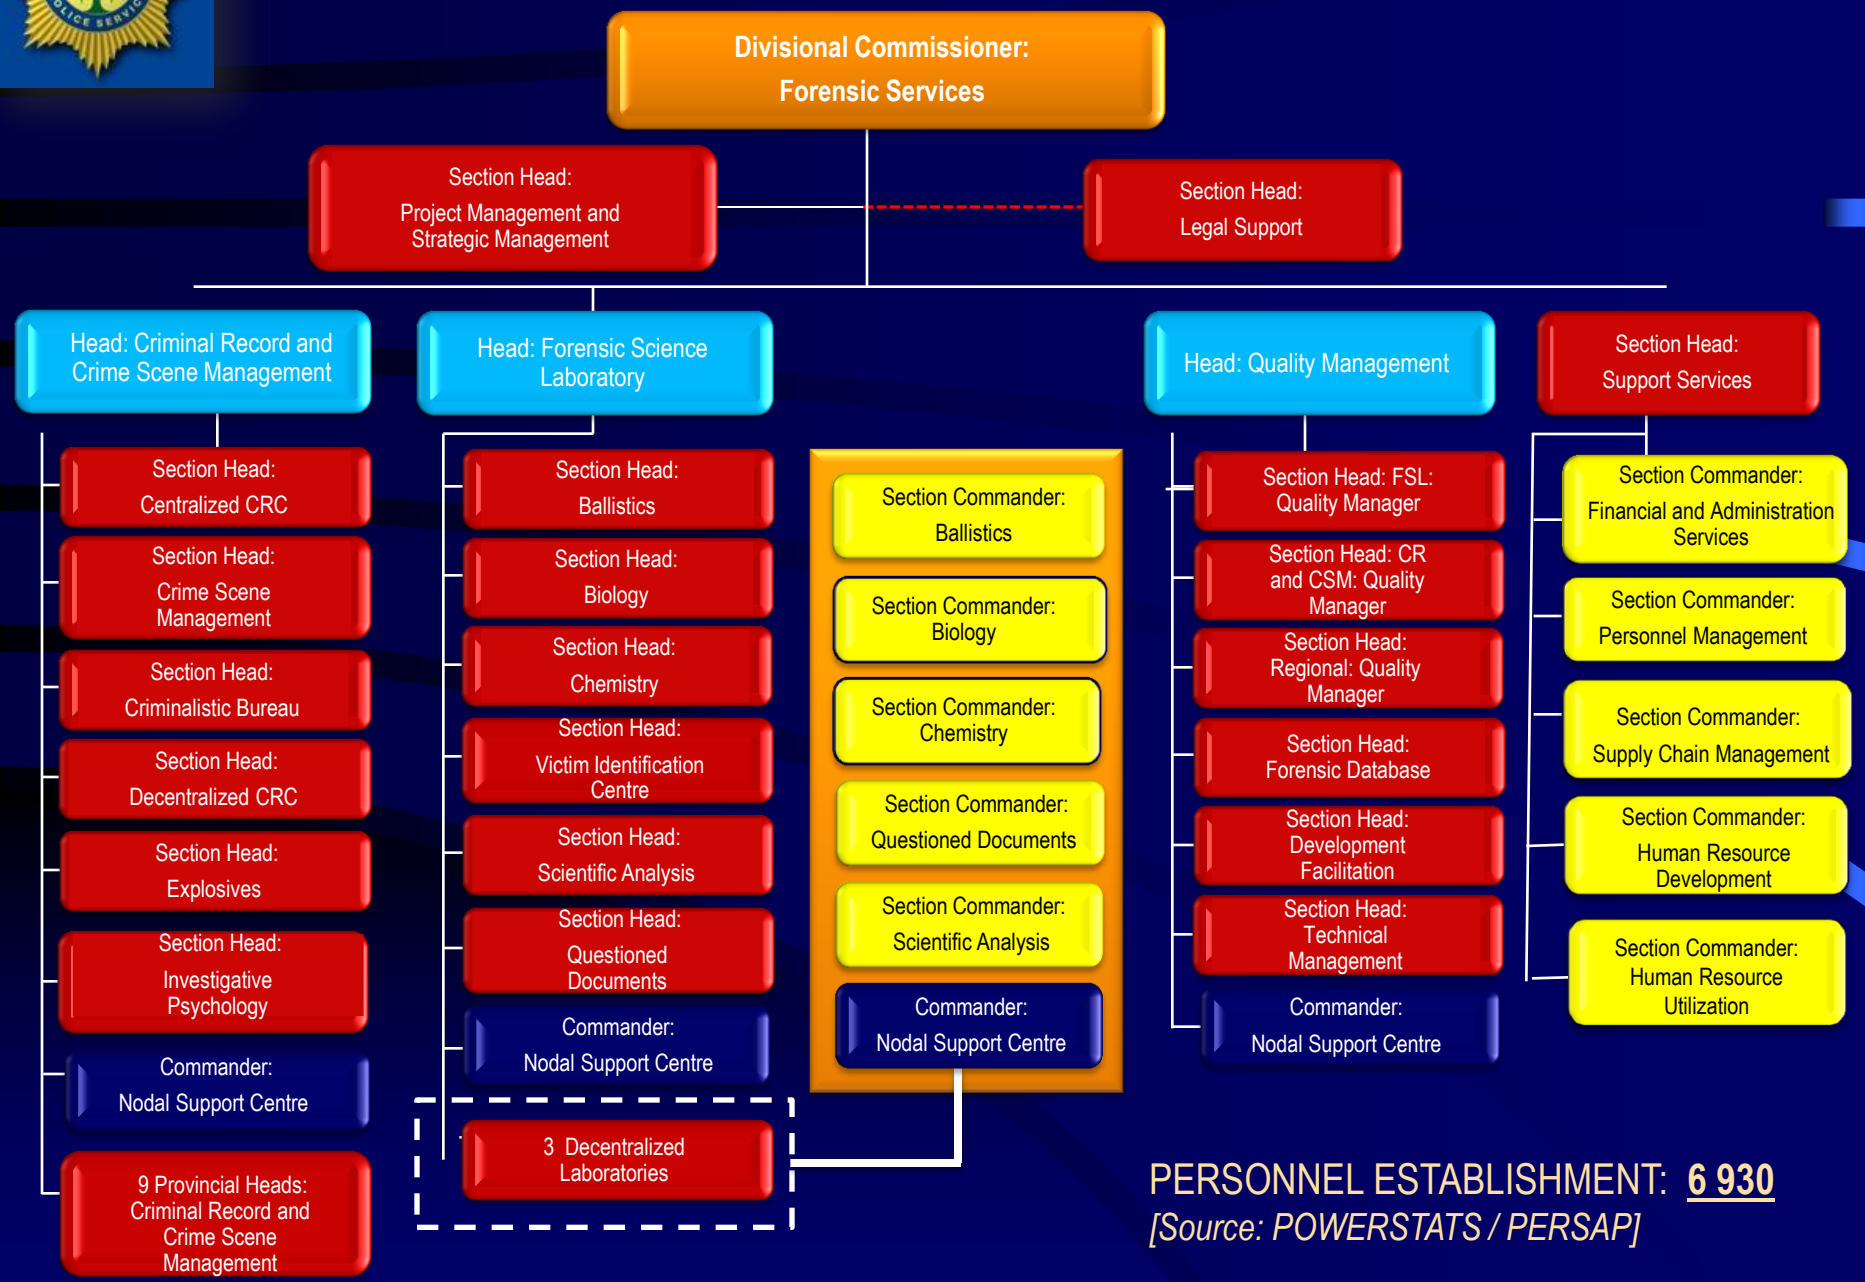 POLICE SERVICE
Divisional Commissioner:
Forensic Services
Section Head:
Project Management and
Strategic Management
Section Head:
Legal Support
Head: Criminal Record and
Crime Scene Management
Section Head:
Centralized CRC
Section Head:
Crime Scene
Management
Section Head:
Criminalistic Bureau
Section Head:
Decentralized CRC
Section Head:
Explosives
Section Head:
Investigative
Psychology
Commander:
Nodal Support Centre
9 Provincial Heads:
Criminal Record and
Crime Scene
Management
Head: Forensic Science
Laboratory
Section Head:
Ballistics
Section Head:
Biology
Section Head:
Chemistry
Section Head:
Victim Identification
Centre
Section Head:
Scientific Analysis
Section Head:
Questioned
Documents
Commander:
Nodal Support Centre
3 Decentralized
Laboratories
Section Commander:
Ballistics
Section Commander:
Biology
Section Commander:
Chemistry
Section Commander:
Questioned Documents
Section Commander:
Scientific Analysis
Commander:
Nodal Support Centre
Head: Quality Management
Section Head: FSL:
Quality Manager
Section Head: CR
and CSM: Quality
Manager
Section Head:
Regional: Quality
Manager
Section Head:
Forensic Database
Section Head:
Development
Facilitation
Section Head:
Technical
Management
Commander:
Nodal Support Centre
Section Head:
Support Services
Section Commander:
Financial and Administration
Services
Section Commander:
Personnel Management
Section Commander:
Supply Chain Management
Section Commander:
Human Resource
Development
Section Commander:
Human Resource
Utilization
PERSONNEL ESTABLISHMENT: 6 930
[Source: POWERSTATS / PERSAP]